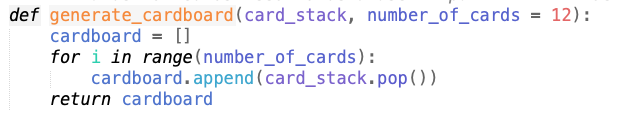 def generate_cardboard(card_stack, number_of_cards = 12):
    cardboard = []
    for i in range(number_of_cards):
        cardboard.append(card_stack.pop())
    return cardboard